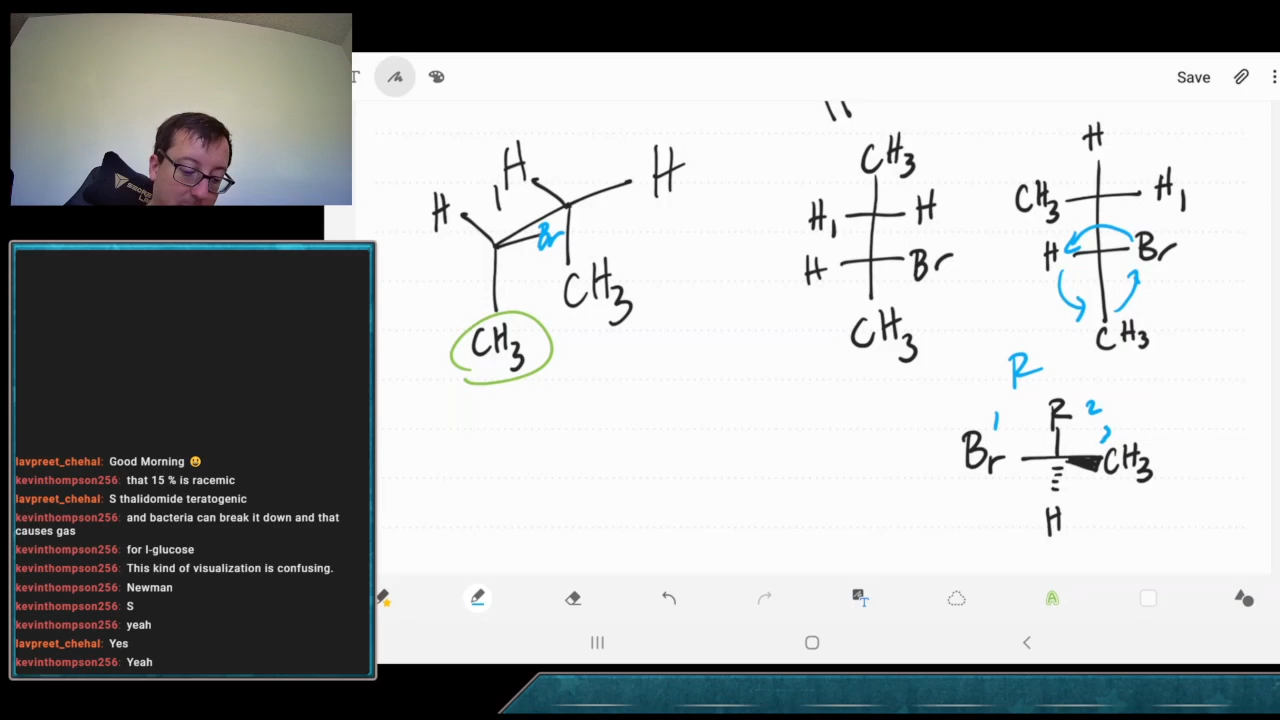 T
Save
H
H
H
1
Br
CH3
CH3
CH3
H1
H
H
Br
CH3
H
CH3
H1
H
Br
CH3
R
1
R
2
Br
3
CH3
H
lavpreet_chehal: Good Morning 😃
kevinthompson256: that 15 % is racemic
lavpreet_chehal: S thalidomide teratogenic
kevinthompson256: and bacteria can break it down and that
causes gas
kevinthompson256: for l-glucose
kevinthompson256: This kind of visualization is confusing.
kevinthompson256: Newman
kevinthompson256: S
kevinthompson256: yeah
lavpreet_chehal: Yes
kevinthompson256: Yeah